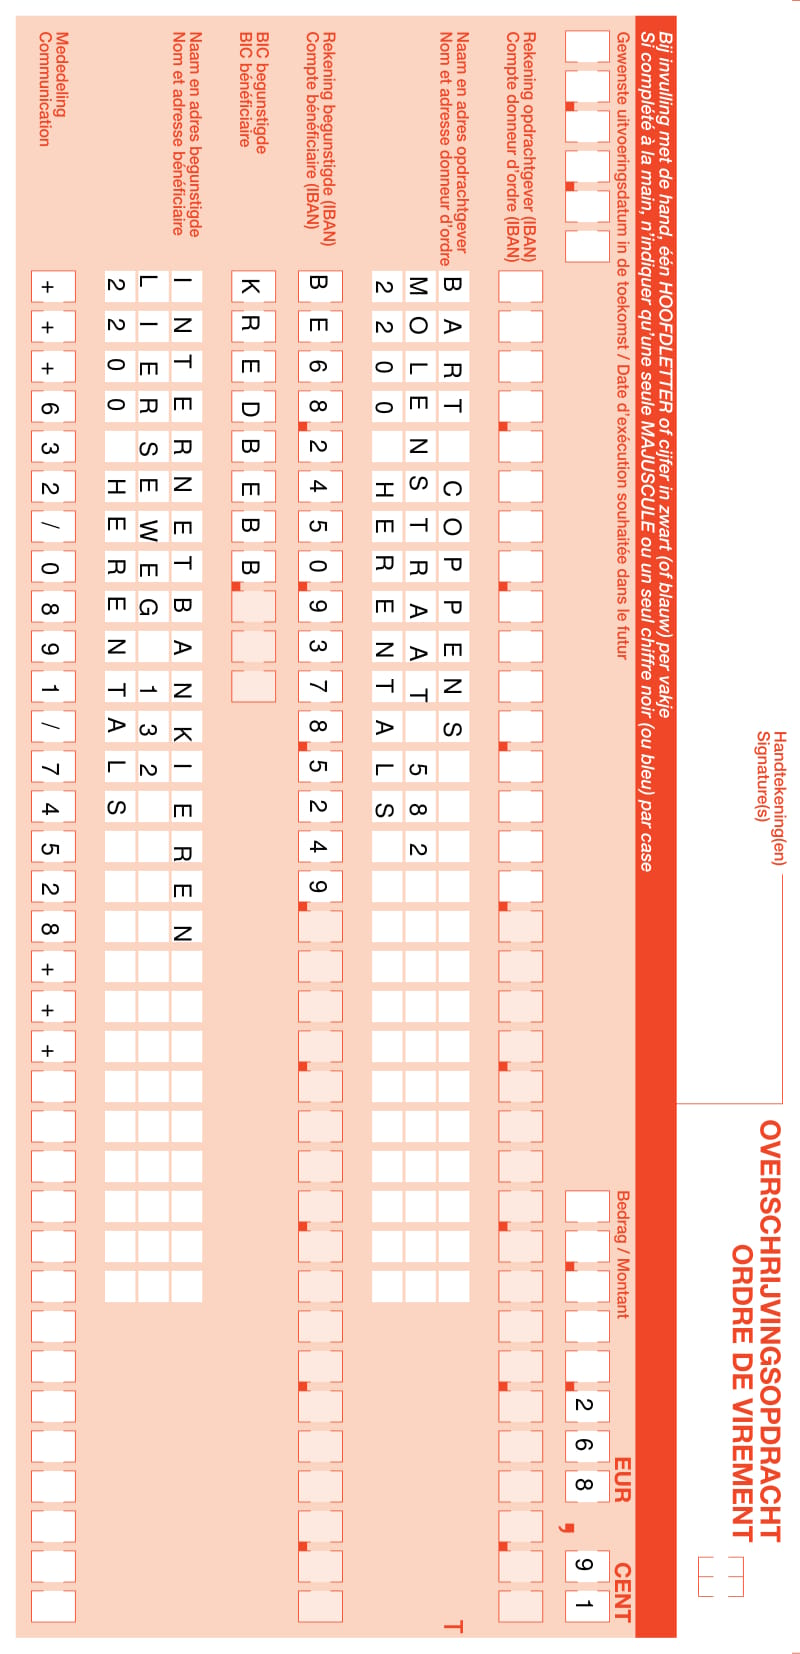 OVERSCHRIJVINGSOPDRACHT
ORDRE DE VIREMENT
Handtekening(en)
Signature(s)
Bij invulling met de hand, één HOOFDLETTER of cijfer in zwart (of blauw) per vakje
Si complété à la main, n'indiquer qu'une seule MAJUSCULE ou un seul chiffre noir (ou bleu) par case
Gewenste uitvoeringsdatum in de toekomst / Date d'exécution souhaitée dans le futur
Bedrag / Montant
EUR
CENT
268 , 91
Rekening opdrachtgever (IBAN)
Compte donneur d'ordre (IBAN)
Naam en adres opdrachtgever
Nom et adresse donneur d'ordre
BART COPPENS
MOLENSTRAAT 582
2200 HERENTALS
T
Rekening begunstigde (IBAN)
Compte bénéficiaire (IBAN)
BE68245093785249
BIC begunstigde
BIC bénéficiaire
KREDBEBB
Naam en adres begunstigde
Nom et adresse bénéficiaire
INTERNETBANKIEREN
LIERSEWEG 132
2200 HERENTALS
Mededeling
Communication
+++632/0891/74528+++